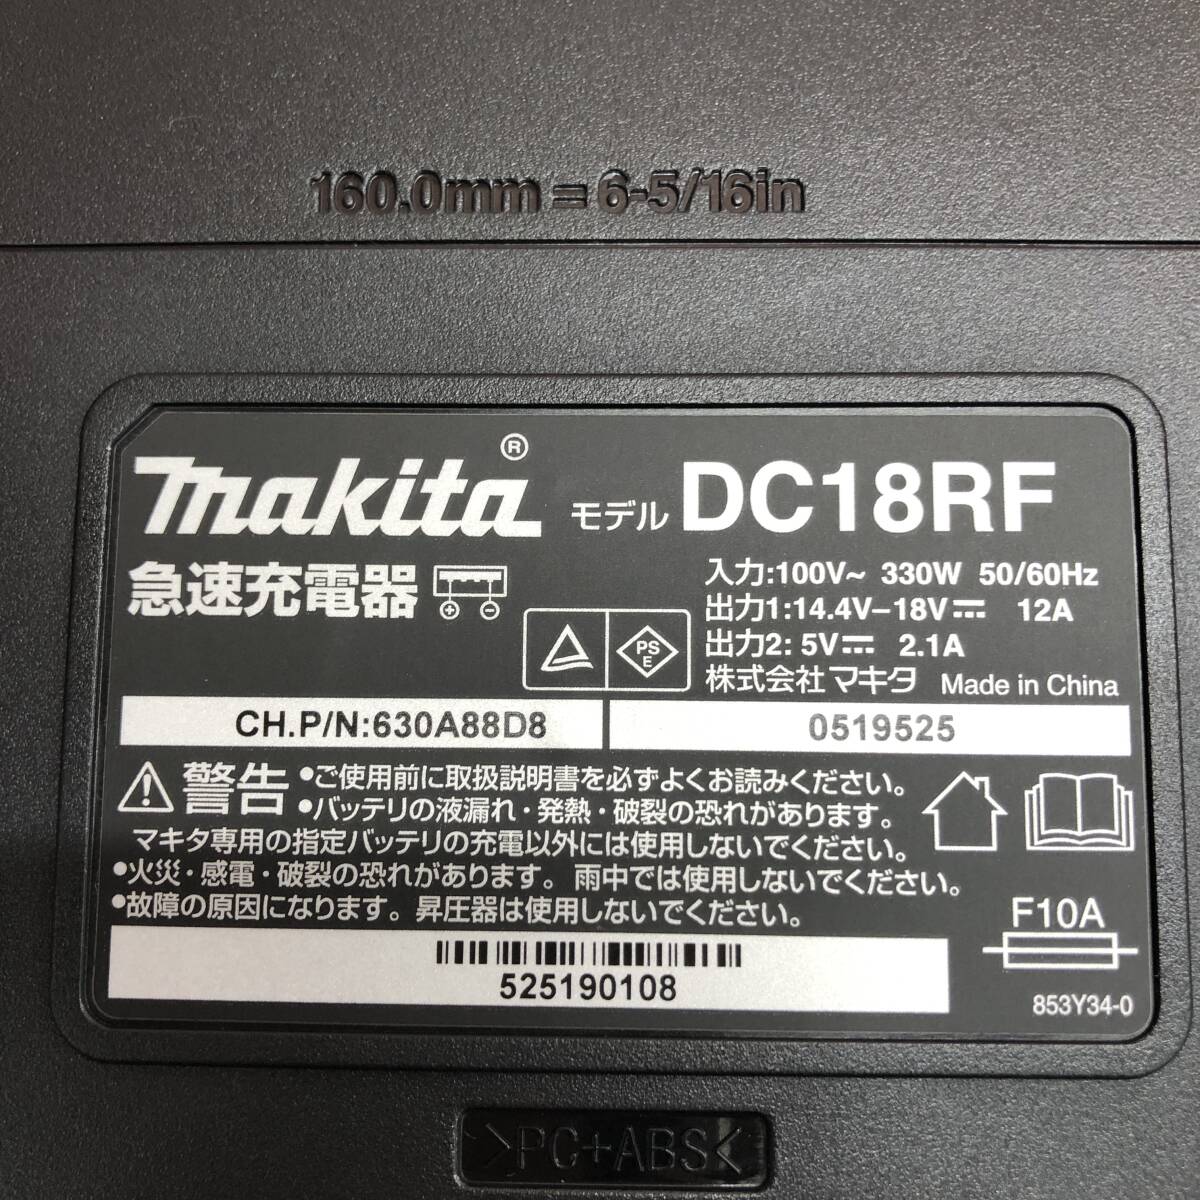 160.0mm = 6-5/16in
makita® モデル DC18RF
急速充電器
入力:100V~ 330W 50/60Hz
出力1:14.4V–18V⎓ 12A
出力2: 5V⎓ 2.1A
PS
E
株式会社 マキタ Made in China
CH.P/N:630A88D8
0519525
警告 •ご使用前に取扱説明書を必ずよくお読みください。
•バッテリの液漏れ・発熱・破裂の恐れがあります。
マキタ専用の指定バッテリの充電以外には使用しないでください。
•火災・感電・破裂の恐れがあります。雨中では使用しないでください。
•故障の原因になります。昇圧器は使用しないでください。
F10A
525190108
853Y34-0
>PC+ABS<